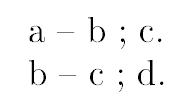 a – b ; c.
b – c ; d.